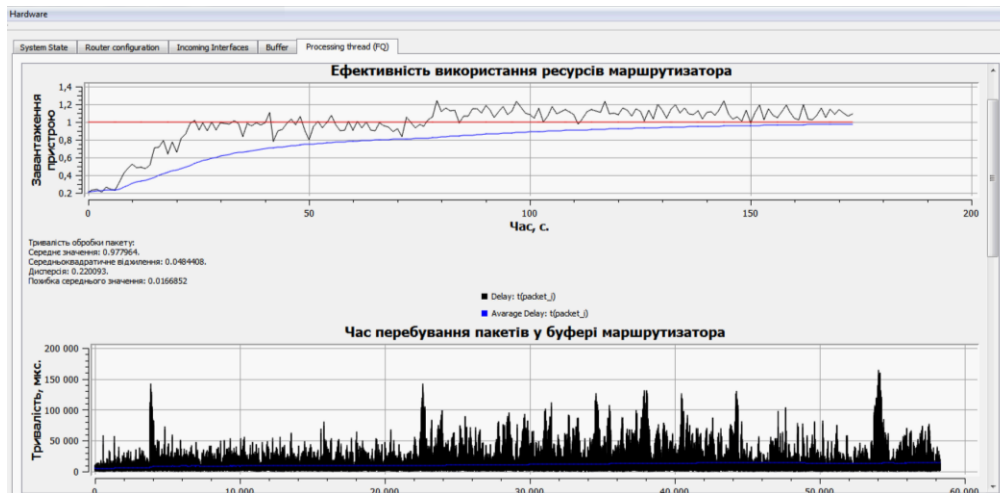 Hardware
System State Router configuration Incoming Interfaces Buffer Processing thread (FQ)
Ефективність використання ресурсів маршрутизатора
Завантаження пристрою
1,4
1,2
1
0,8
0,6
0,4
0.2
0 50 100 150 200
Час, с.
Тривалість обробки пакету:
Середнє значення: 0.977964.
Середньоквадратичне відхилення: 0.0484408.
Дисперсія: 0.220093.
Похибка середнього значення: 0.0166852
Delay: t(packet_i)
Avarage Delay: t(packet_i)
Час перебування пакетів у буфері маршрутизатора
Тривалість, мкс.
200 000
150 000
100 000
50 000
0
0 10 000 20 000 30 000 40 000 50 000 60 000